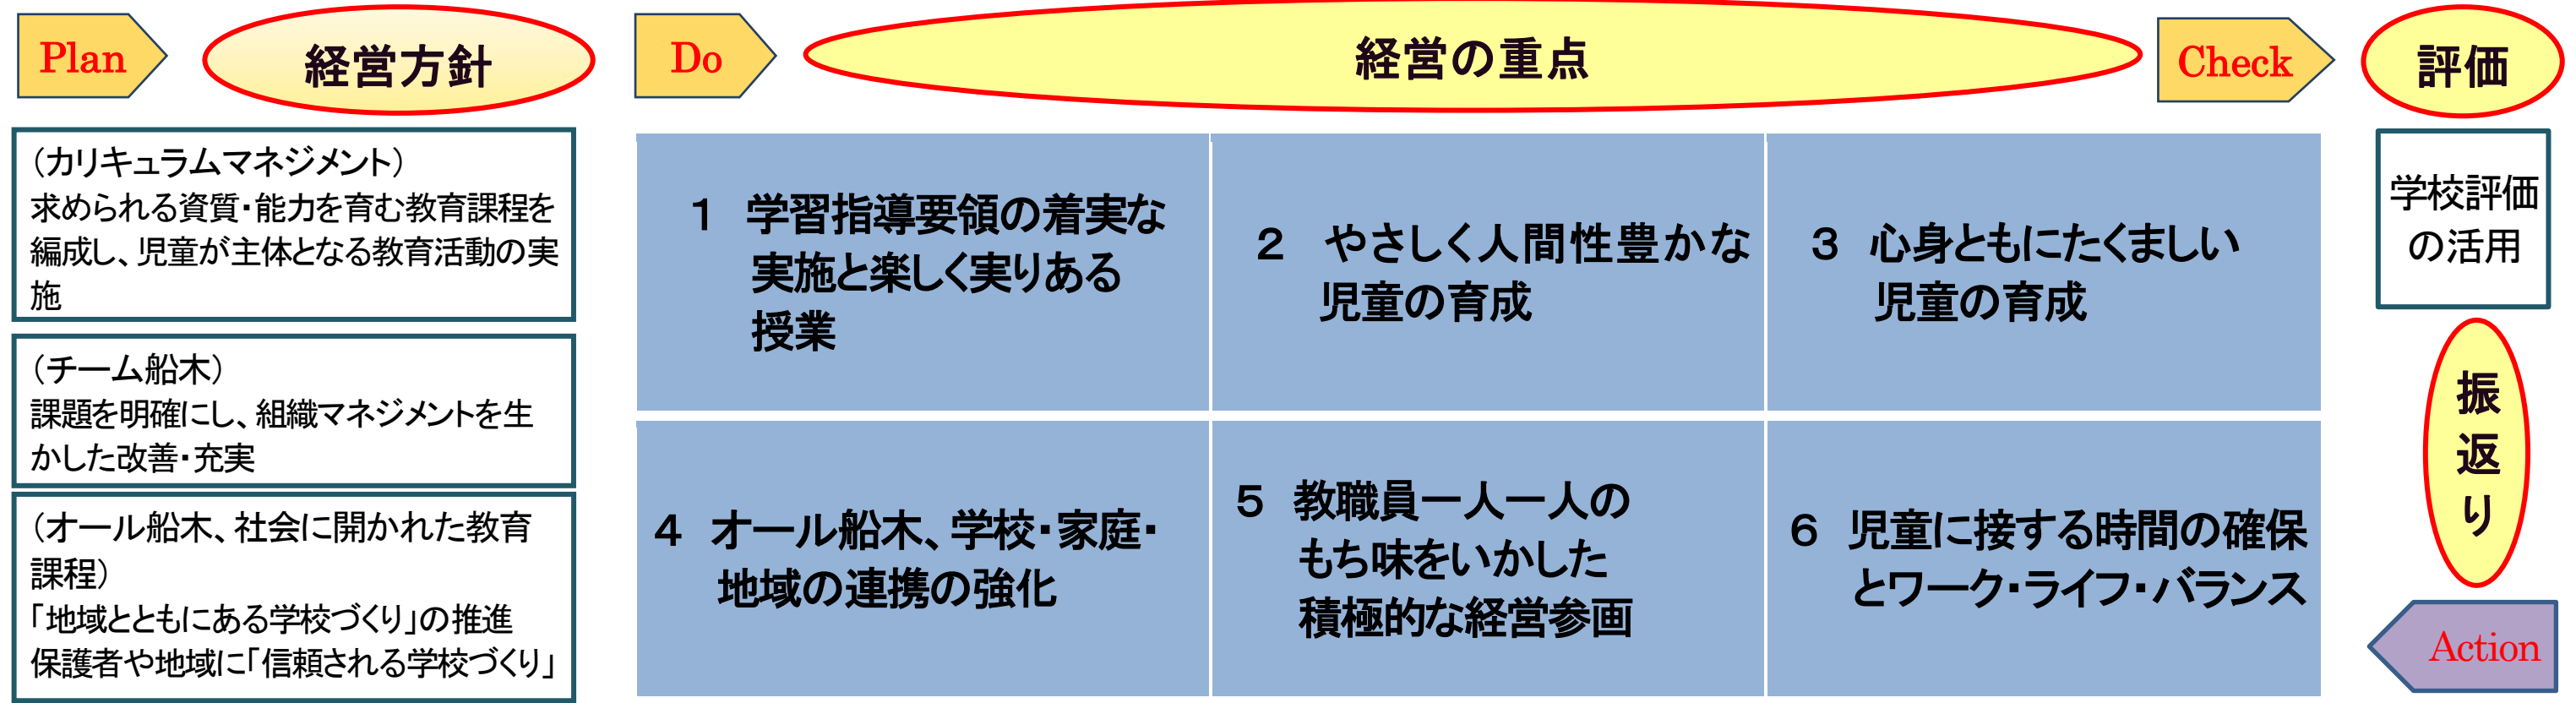 Plan
経営方針
Do
経営の重点
Check
評価
（カリキュラムマネジメント）
求められる資質・能力を育む教育課程を
編成し、児童が主体となる教育活動の実
施
（チーム船木）
課題を明確にし、組織マネジメントを生
かした改善・充実
（オール船木、社会に開かれた教育
課程）
「地域とともにある学校づくり」の推進
保護者や地域に「信頼される学校づくり」
１　学習指導要領の着実な
実施と楽しく実りある
授業
２　やさしく人間性豊かな
児童の育成
３　心身ともにたくましい
児童の育成
４　オール船木、学校・家庭・
地域の連携の強化
５　教職員一人一人の
もち味をいかした
積極的な経営参画
６　児童に接する時間の確保
とワーク・ライフ・バランス
学校評価
の活用
振返り
Action